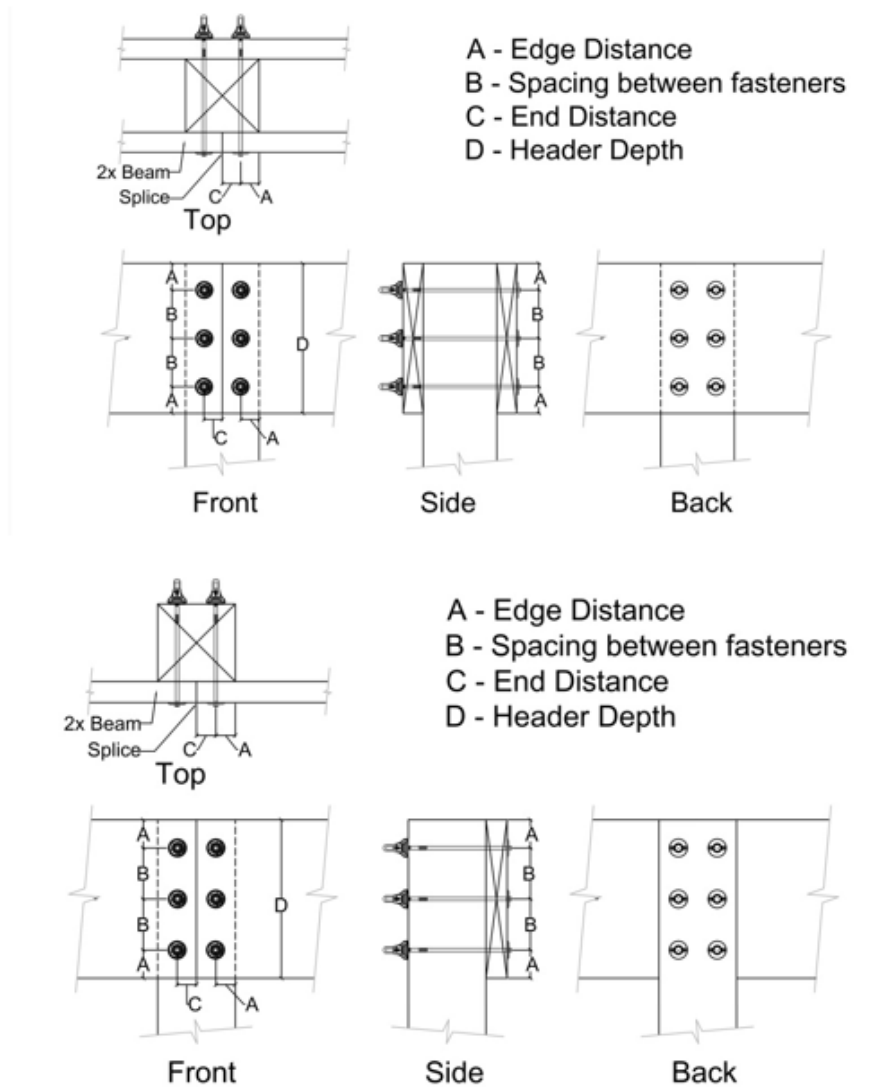 A - Edge Distance
B - Spacing between fasteners
C - End Distance
D - Header Depth
2x Beam
Splice
C
A
Top
A
B
B
A
D
C
A
A
B
B
A
Front
Side
Back
A - Edge Distance
B - Spacing between fasteners
C - End Distance
D - Header Depth
2x Beam
Splice
C
A
Top
A
B
B
A
D
C
A
A
B
B
A
Front
Side
Back